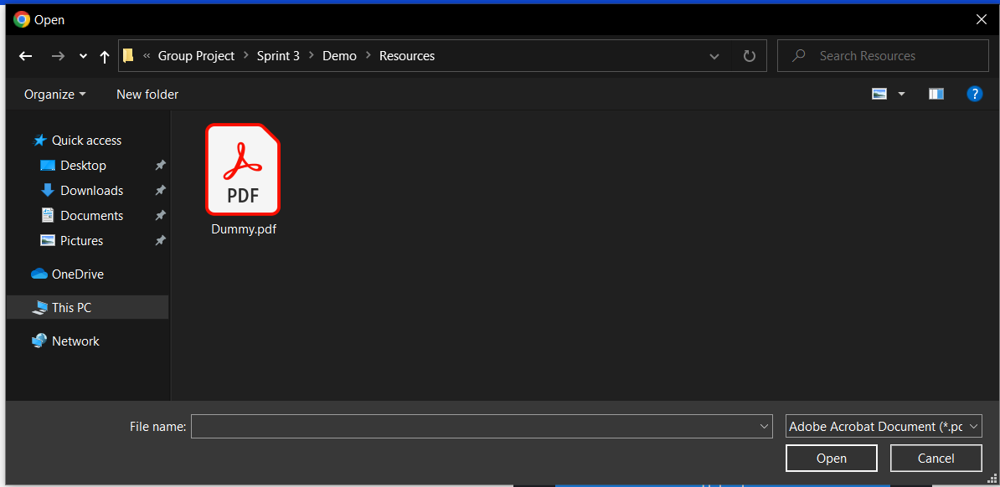 Open
« Group Project > Sprint 3 > Demo > Resources
Search Resources
Organize
New folder
?
Quick access
Desktop
Downloads
Documents
Pictures
OneDrive
This PC
Network
PDF
Dummy.pdf
File name:
Adobe Acrobat Document (*.pc
Open
Cancel